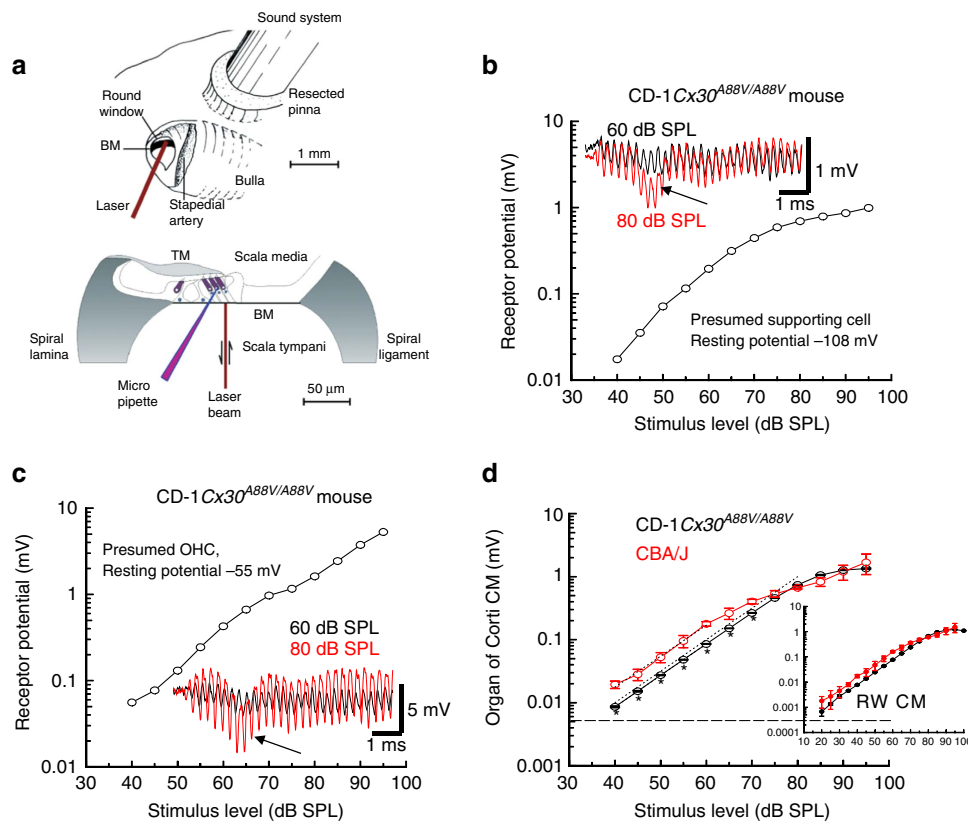 a
Sound system
Round
window
Resected
pinna
BM
1 mm
Bulla
Laser
Stapedial
artery
TM
Scala media
BM
Spiral
lamina
Scala tympani
Spiral
ligament
Micro
pipette
Laser
beam
50 μm
b
CD-1Cx30A88V/A88V mouse
60 dB SPL
1 mV
1 ms
80 dB SPL
Presumed supporting cell
Resting potential –108 mV
Receptor potential (mV)
10
1
0.1
0.01
30 40 50 60 70 80 90 100
Stimulus level (dB SPL)
c
CD-1Cx30A88V/A88V mouse
Presumed OHC,
Resting potential –55 mV
60 dB SPL
80 dB SPL
5 mV
1 ms
Receptor potential (mV)
10
1
0.1
0.01
30 40 50 60 70 80 90 100
Stimulus level (dB SPL)
d
CD-1Cx30A88V/A88V
CBA/J
Organ of Corti CM (mV)
10
1
0.1
0.01
0.001
30 40 50 60 70 80 90 100
Stimulus level (dB SPL)
10
1
0.1
0.01
0.001
0.0001
RW CM
10 20 30 40 50 60 70 80 90 100